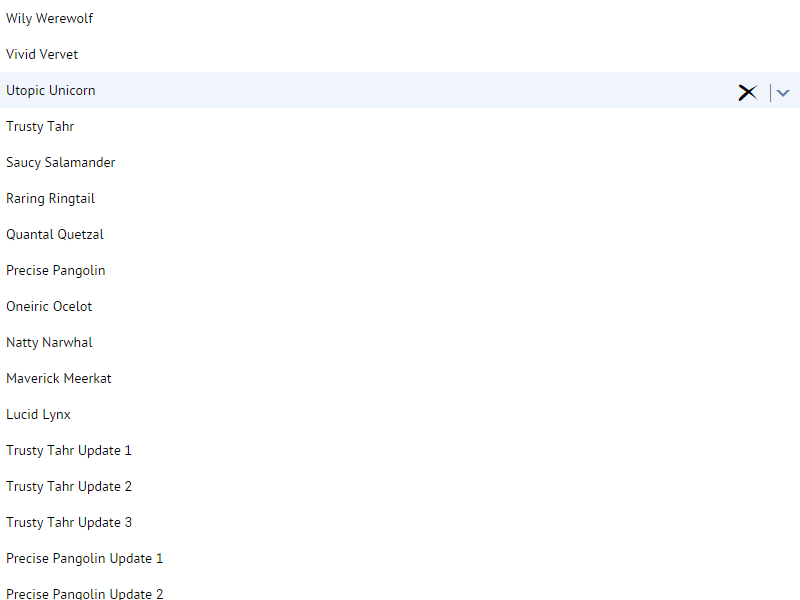 Wily Werewolf
Vivid Vervet
Utopic Unicorn
Trusty Tahr
Saucy Salamander
Raring Ringtail
Quantal Quetzal
Precise Pangolin
Oneiric Ocelot
Natty Narwhal
Maverick Meerkat
Lucid Lynx
Trusty Tahr Update 1
Trusty Tahr Update 2
Trusty Tahr Update 3
Precise Pangolin Update 1
Precise Pangolin Update 2